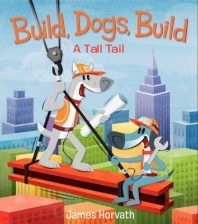 Build, Dogs, Build
A Tall Tail
James Horvath